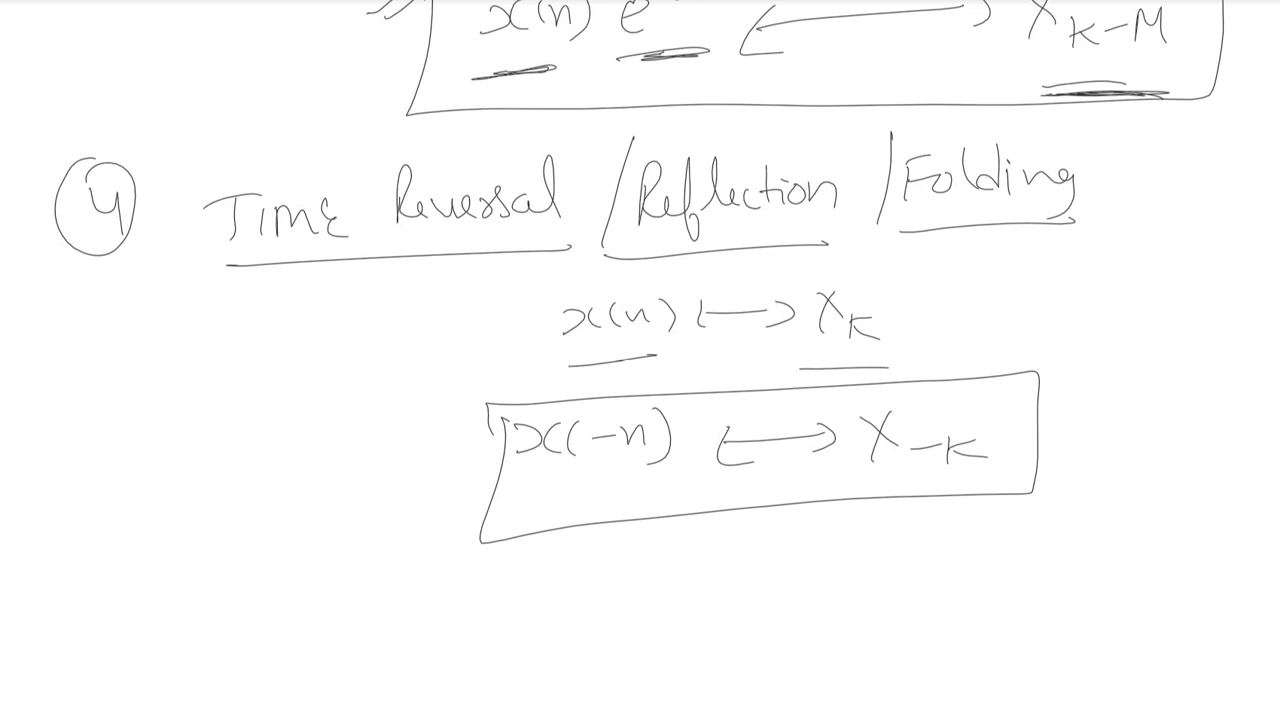 x(n) e ⟷ X_{K-M}
④ TIME Reversal / Reflection / Folding
x(n) ⟷ X_K
x(-n) ⟷ X_{-K}